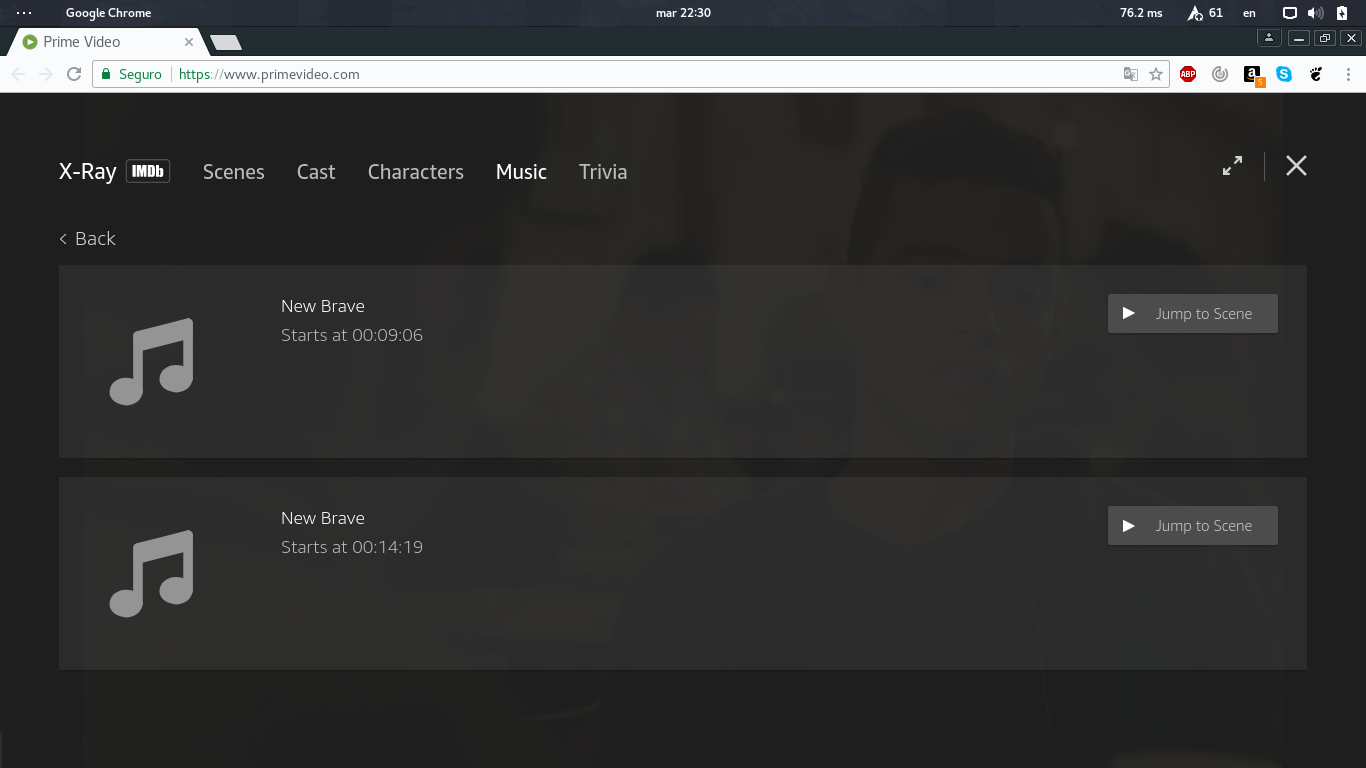 Google Chrome mar 22:30 76.2 ms 61 en
Prime Video
Seguro https://www.primevideo.com ABP 5
X-Ray IMDb Scenes Cast Characters Music Trivia
Back
New Brave
Starts at 00:09:06
Jump to Scene
New Brave
Starts at 00:14:19
Jump to Scene